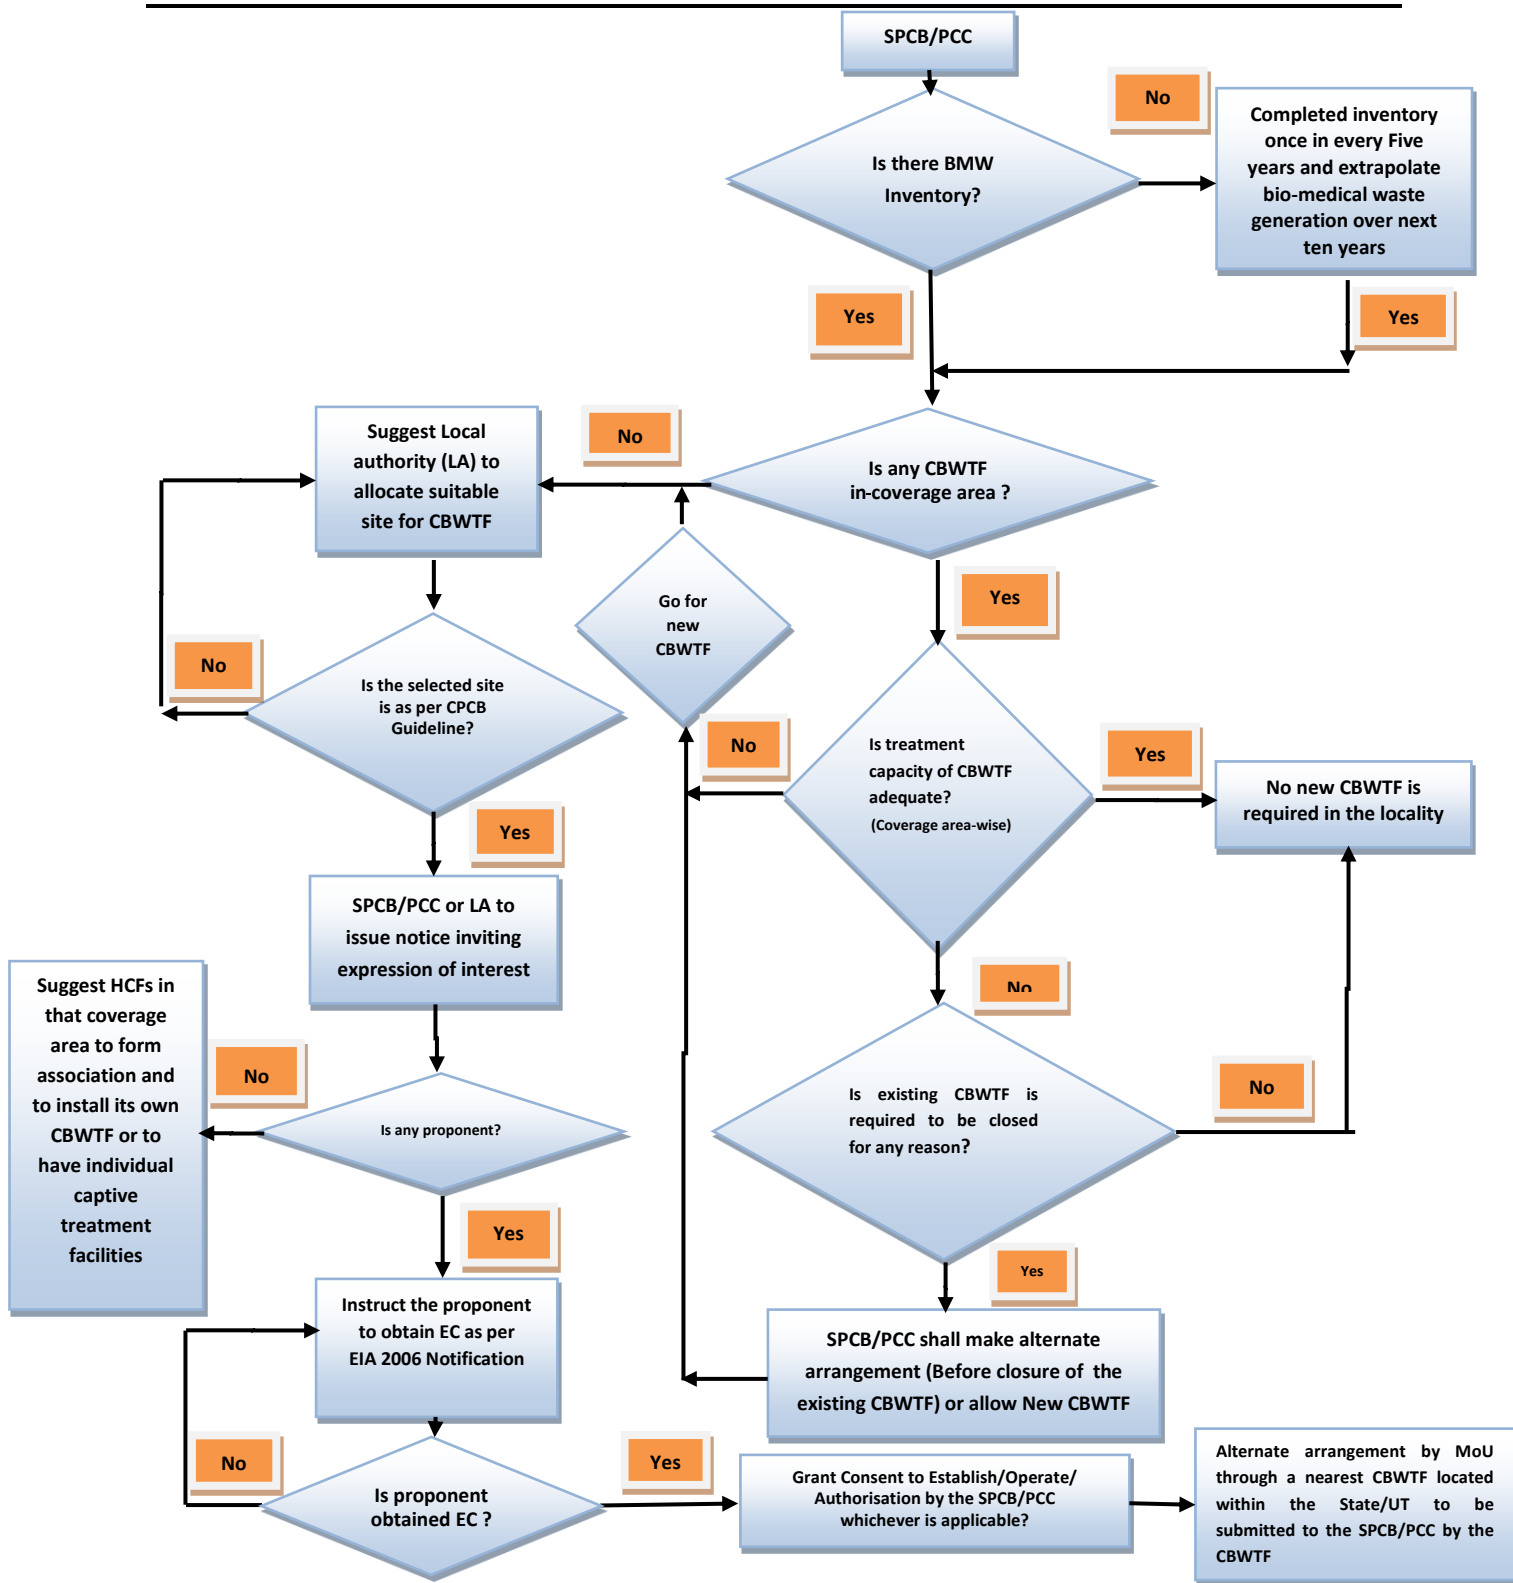 SPCB/PCC
No
Completed inventory
once in every Five
years and extrapolate
bio-medical waste
generation over next
ten years
Is there BMW
Inventory?
Yes
Yes
Suggest Local
authority (LA) to
allocate suitable
site for CBWTF
No
Is any CBWTF
in-coverage area ?
Yes
Go for
new
CBWTF
No
Is the selected site
is as per CPCB
Guideline?
No
Is treatment
capacity of CBWTF
adequate?
(Coverage area-wise)
Yes
No new CBWTF is
required in the locality
Yes
SPCB/PCC or LA to
issue notice inviting
expression of interest
No
Suggest HCFs in
that coverage
area to form
association and
to install its own
CBWTF or to
have individual
captive
treatment
facilities
No
Is any proponent?
Is existing CBWTF is
required to be closed
for any reason?
No
Yes
Yes
Instruct the proponent
to obtain EC as per
EIA 2006 Notification
SPCB/PCC shall make alternate
arrangement (Before closure of the
existing CBWTF) or allow New CBWTF
No
Is proponent
obtained EC ?
Yes
Grant Consent to Establish/Operate/
Authorisation by the SPCB/PCC
whichever is applicable?
Alternate arrangement by MoU
through a nearest CBWTF located
within the State/UT to be
submitted to the SPCB/PCC by the
CBWTF